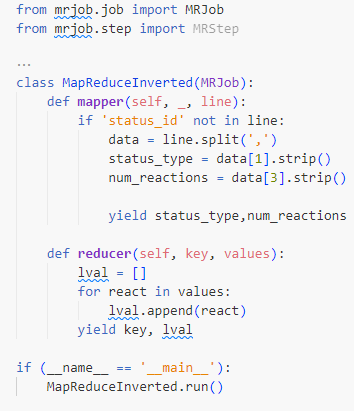 from mrjob.job import MRJob
from mrjob.step import MRStep
...
class MapReduceInverted(MRJob):
    def mapper(self, _, line):
        if 'status_id' not in line:
            data = line.split(',')
            status_type = data[1].strip()
            num_reactions = data[3].strip()
            yield status_type,num_reactions
    def reducer(self, key, values):
        lval = []
        for react in values:
            lval.append(react)
        yield key, lval
if (__name__ == '__main__'):
    MapReduceInverted.run()